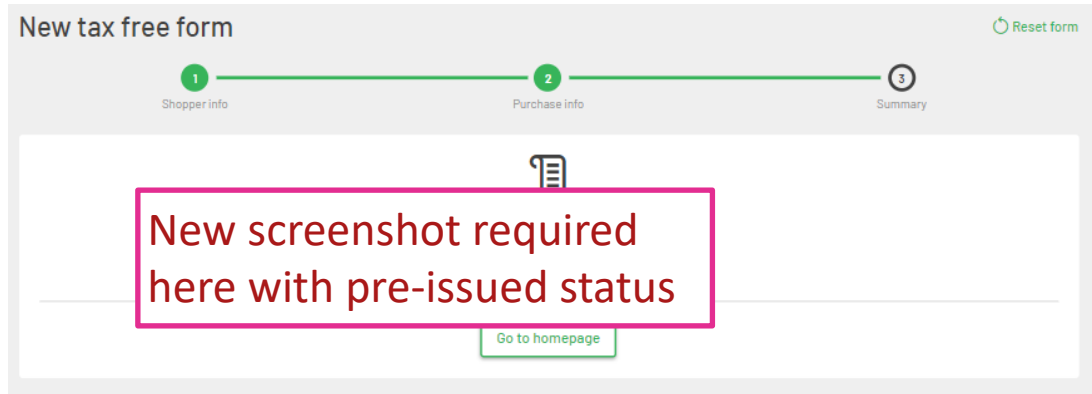 New tax free form
Reset form
1
2
3
Shopper info
Purchase info
Summary
New screenshot required
here with pre-issued status
Go to homepage